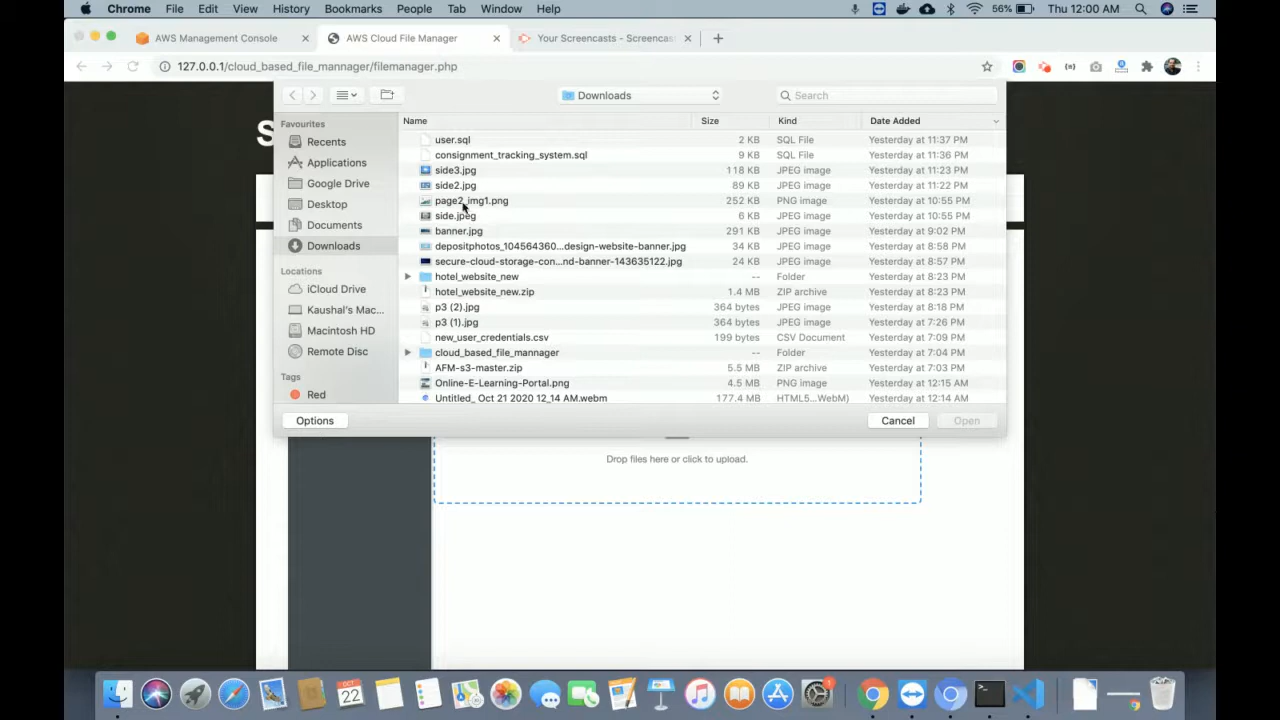 Chrome File Edit View History Bookmarks People Tab Window Help 56% Thu 12:00 AM
AWS Management Console AWS Cloud File Manager Your Screencasts - Screencas
127.0.0.1/cloud_based_file_mannager/filemanager.php
Downloads Search
Favourites
Recents
Applications
Google Drive
Desktop
Documents
Downloads
Locations
iCloud Drive
Kaushal's Mac...
Macintosh HD
Remote Disc
Tags
Red
Name Size Kind Date Added
user.sql 2 KB SQL File Yesterday at 11:37 PM
consignment_tracking_system.sql 9 KB SQL File Yesterday at 11:36 PM
side3.jpg 118 KB JPEG image Yesterday at 11:23 PM
side2.jpg 89 KB JPEG image Yesterday at 11:22 PM
page2_img1.png 252 KB PNG image Yesterday at 10:55 PM
side.jpeg 6 KB JPEG image Yesterday at 10:55 PM
banner.jpg 291 KB JPEG image Yesterday at 9:02 PM
depositphotos_104564360...design-website-banner.jpg 34 KB JPEG image Yesterday at 8:58 PM
secure-cloud-storage-con...nd-banner-143635122.jpg 24 KB JPEG image Yesterday at 8:57 PM
hotel_website_new -- Folder Yesterday at 8:23 PM
hotel_website_new.zip 1.4 MB ZIP archive Yesterday at 8:23 PM
p3 (2).jpg 364 bytes JPEG image Yesterday at 8:18 PM
p3 (1).jpg 364 bytes JPEG image Yesterday at 7:26 PM
new_user_credentials.csv 199 bytes CSV Document Yesterday at 7:09 PM
cloud_based_file_mannager -- Folder Yesterday at 7:04 PM
AFM-s3-master.zip 5.5 MB ZIP archive Yesterday at 7:03 PM
Online-E-Learning-Portal.png 4.5 MB PNG image Yesterday at 12:15 AM
Untitled_ Oct 21 2020 12_14 AM.webm 177.4 MB HTML5...WebM) Yesterday at 12:14 AM
Options Cancel Open
Drop files here or click to upload.
OCT
22
1